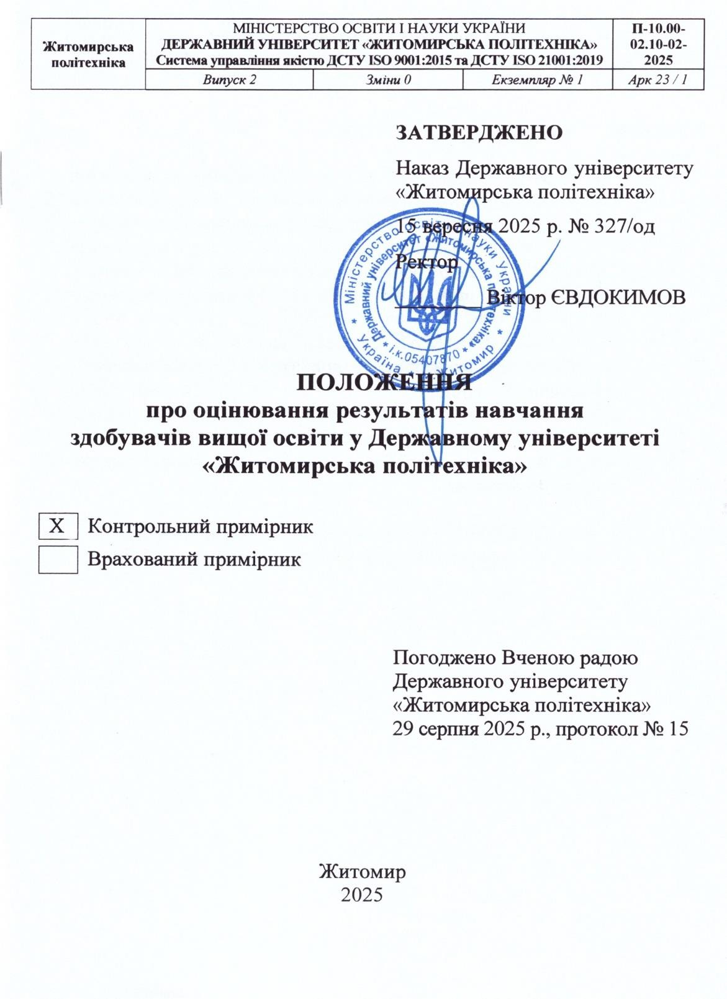 Житомирська
політехніка
МІНІСТЕРСТВО ОСВІТИ І НАУКИ УКРАЇНИ
ДЕРЖАВНИЙ УНІВЕРСИТЕТ «ЖИТОМИРСЬКА ПОЛІТЕХНІКА»
Система управління якістю ДСТУ ISO 9001:2015 та ДСТУ ISO 21001:2019
П-10.00-
02.10-02-
2025
Випуск 2
Зміни 0
Екземпляр № 1
Арк 23 / 1
ЗАТВЕРДЖЕНО
Наказ Державного університету
«Житомирська політехніка»
15 вересня 2025 р. № 327/од
Ректор
Віктор ЄВДОКИМОВ
Міністерство освіти і науки України
* Україна * м.Житомир *
Державний університет «Житомирська політехніка»
* і.к.05407870 *
ПОЛОЖЕННЯ
про оцінювання результатів навчання
здобувачів вищої освіти у Державному університеті
«Житомирська політехніка»
X Контрольний примірник
Врахований примірник
Погоджено Вченою радою
Державного університету
«Житомирська політехніка»
29 серпня 2025 р., протокол № 15
Житомир
2025